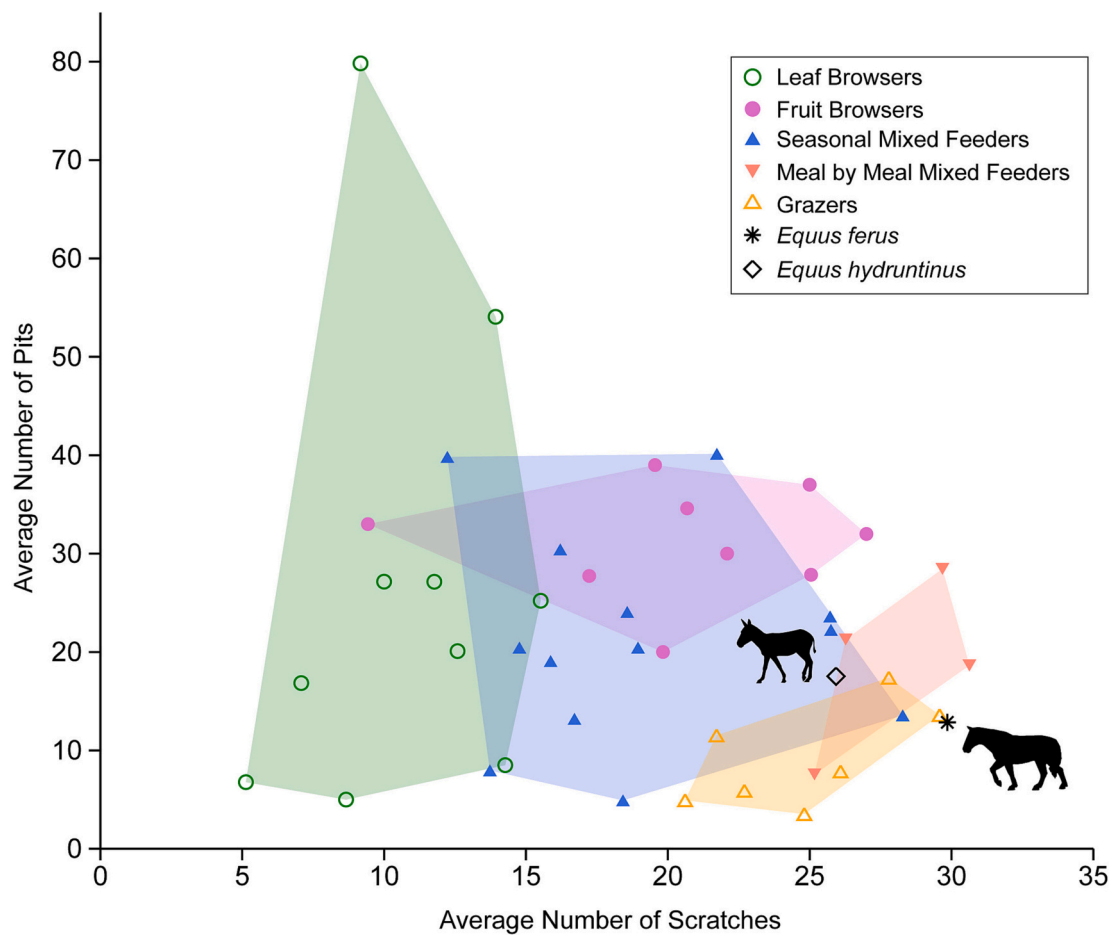 80
70
60
50
40
30
20
10
0
Average Number of Pits
Leaf Browsers
Fruit Browsers
Seasonal Mixed Feeders
Meal by Meal Mixed Feeders
Grazers
Equus ferus
Equus hydruntinus
0 5 10 15 20 25 30 35
Average Number of Scratches